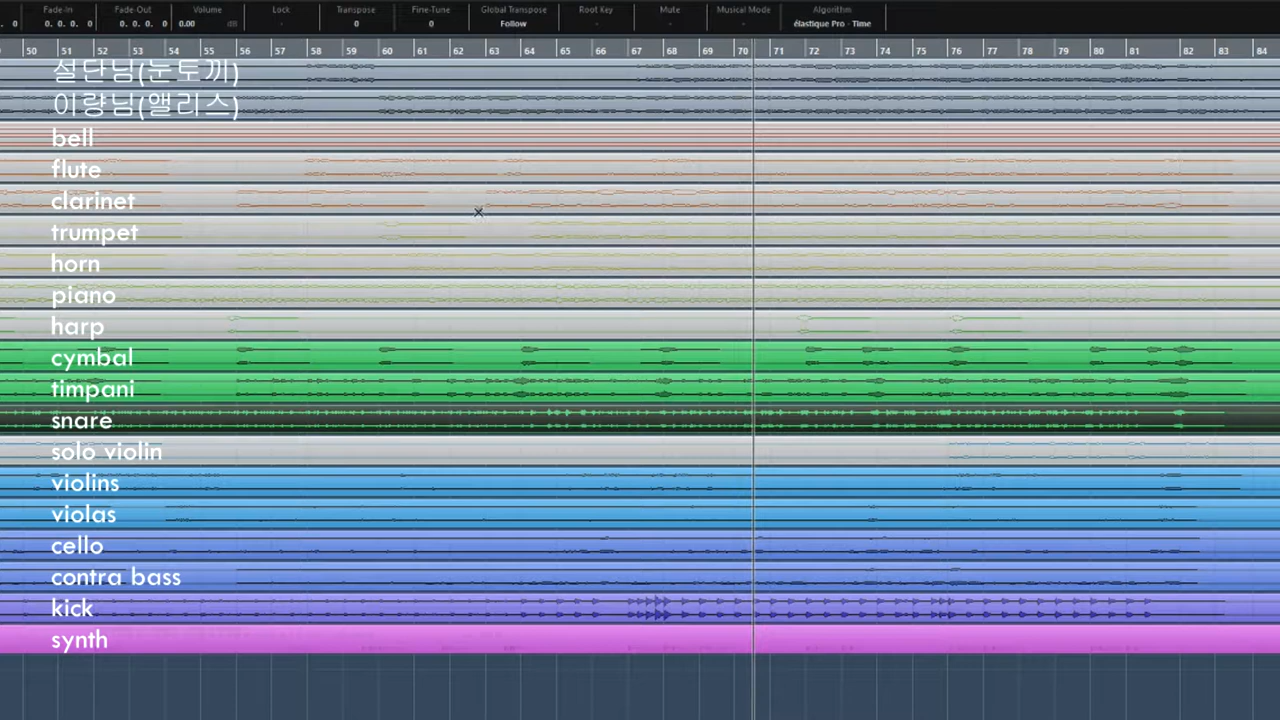 Fade-In Fade-Out Volume Lock Transpose Fine-Tune Global Transpose Root Key Mute Musical Mode Algorithm
0 0. 0. 0. 0 0. 0. 0. 0 0.00 dB - 0 0 Follow - - - élastique Pro - Time
50 51 52 53 54 55 56 57 58 59 60 61 62 63 64 65 66 67 68 69 70 71 72 73 74 75 76 77 78 79 80 81 82 83 84
설단님(눈토끼)
이량님(앨리스)
bell
flute
clarinet
trumpet
horn
piano
harp
cymbal
timpani
snare
solo violin
violins
violas
cello
contra bass
kick
synth